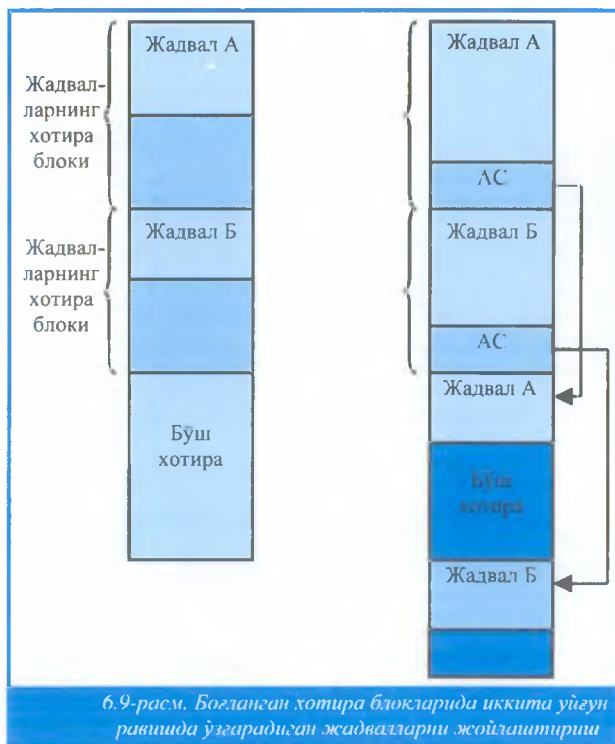 Жадвал А
Жадвал-
ларнинг
хотира
блоки
Жадвал Б
Жадвал-
ларнинг
хотира
блоки
Бўш
хотира
Жадвал А
АС
Жадвал Б
АС
Жадвал А
Бўш
хотира
Жадвал Б
6.9-расм. Боғланган хотира блокларида иккита уйғун
равишда ўзгарадиган жадвалларни жойлаштириш